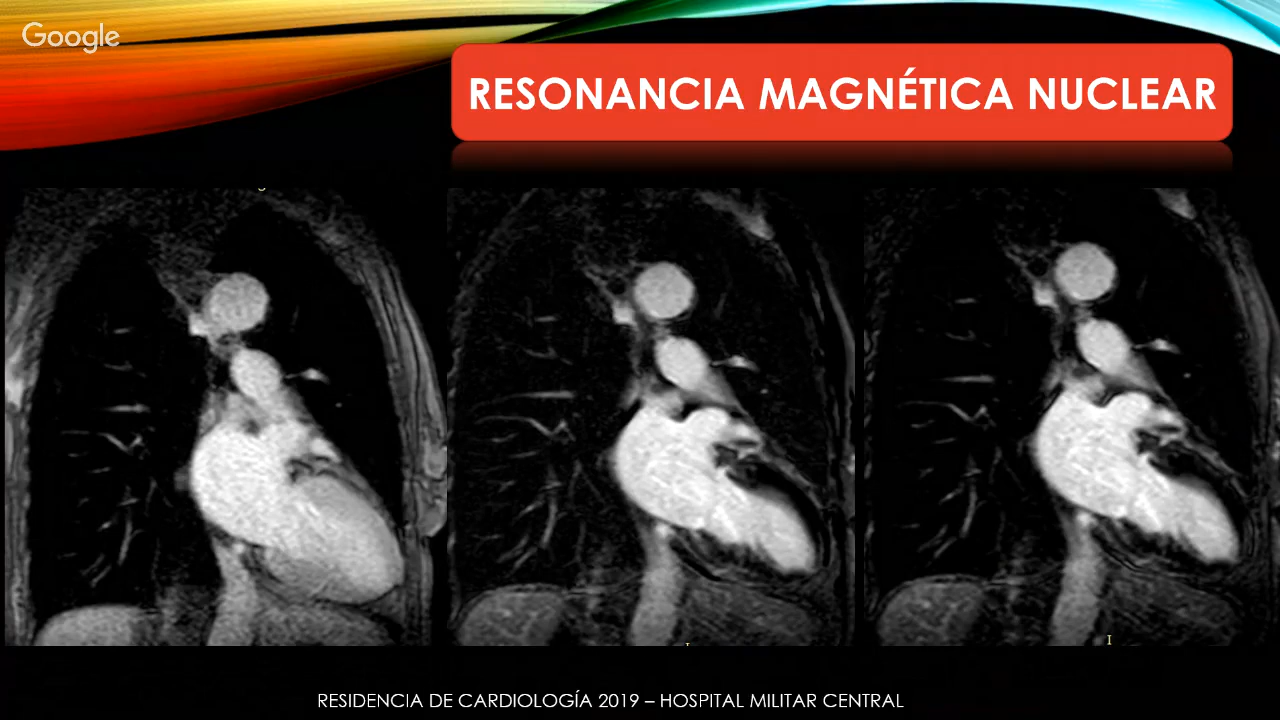 Google
RESONANCIA MAGNÉTICA NUCLEAR
I
RESIDENCIA DE CARDIOLOGÍA 2019 – HOSPITAL MILITAR CENTRAL